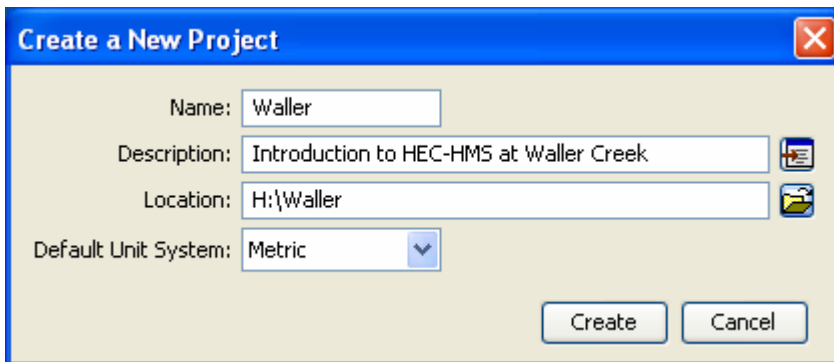 Create a New Project
Name: Waller
Description: Introduction to HEC-HMS at Waller Creek
Location: H:\Waller
Default Unit System: Metric
Create Cancel